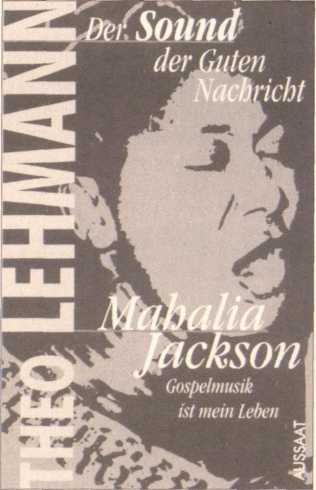 THEO LEHMANN
Der Sound
der Guten
Nachricht
Mahalia
Jackson
Gospelmusik
ist mein Leben
AUSSAAT